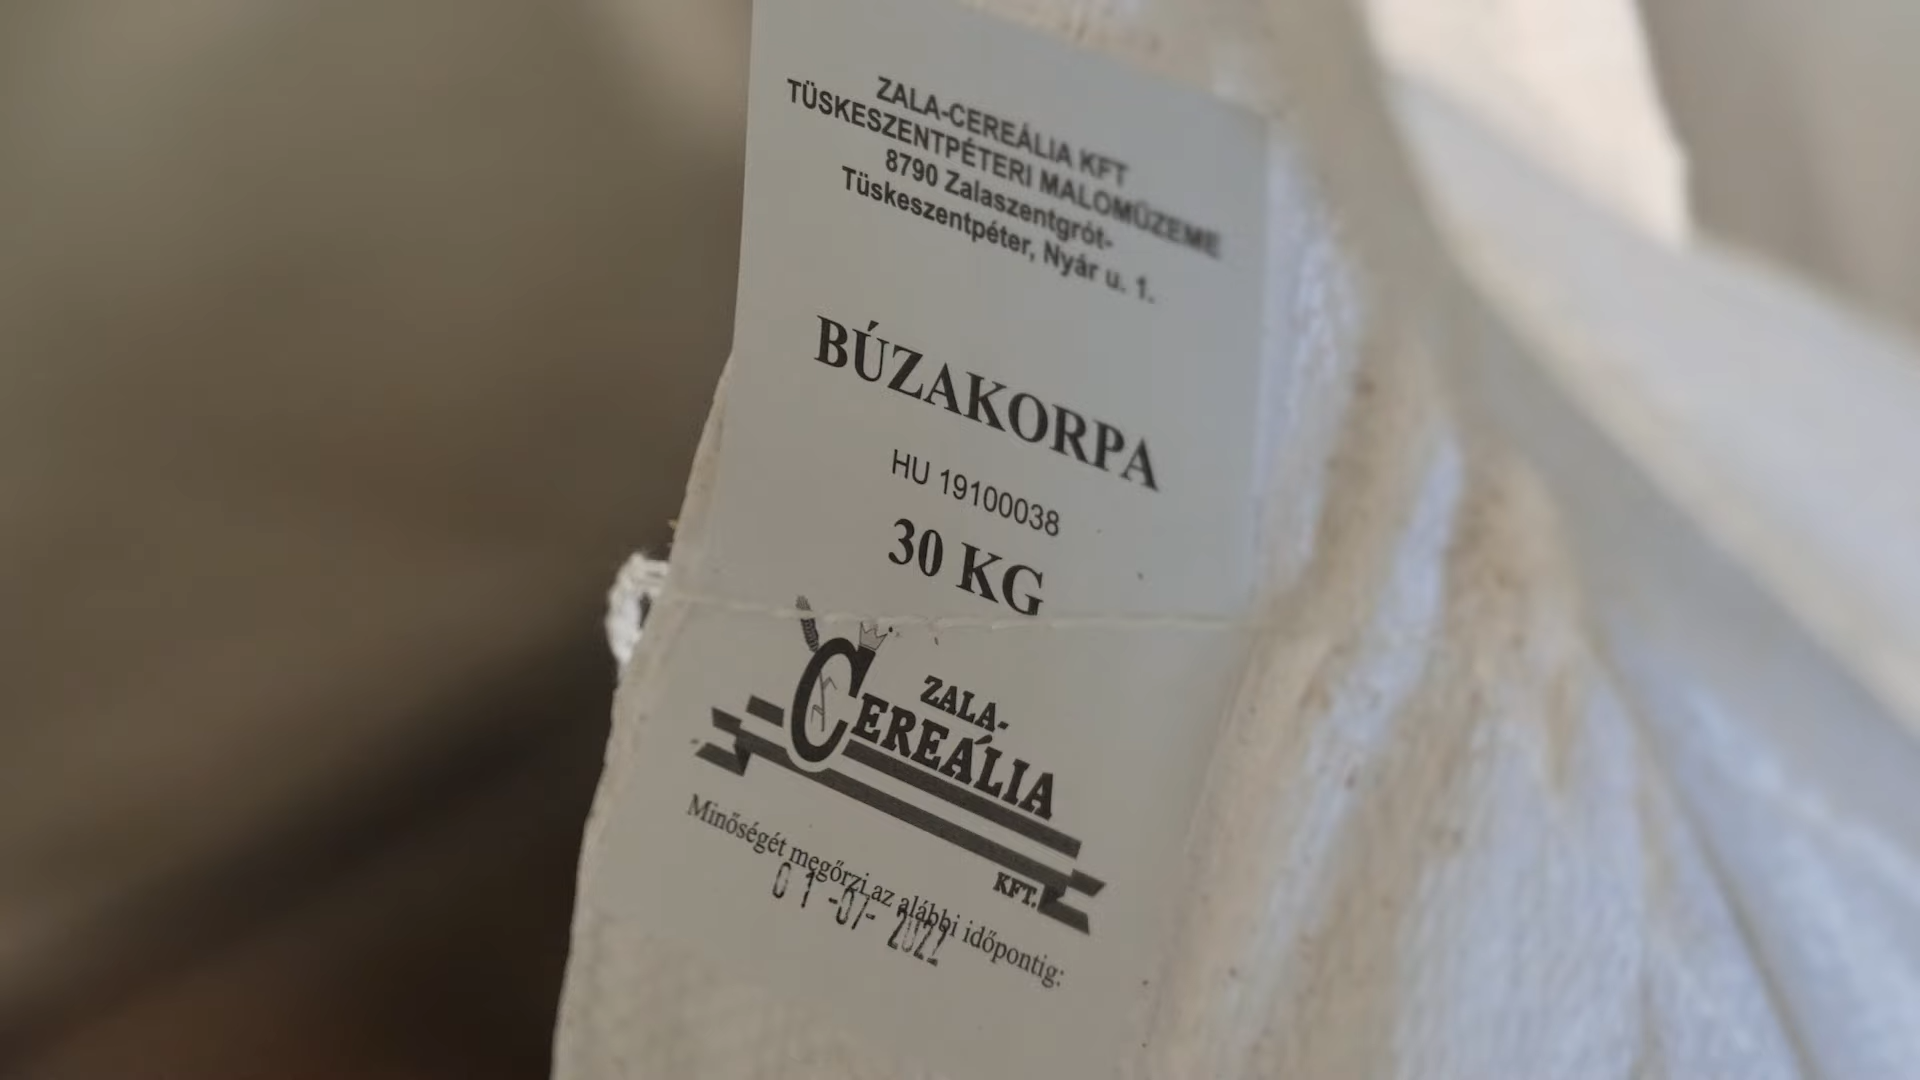 ZALA-CEREÁLIA KFT
TÜSKESZENTPÉTERI MALOMÜZEME
8790 Zalaszentgrót-
Tüskeszentpéter, Nyár u. 1.
BÚZAKORPA
HU 19100038
30 KG
ZALA-
CEREÁLIA
KFT.
Minőségét megőrzi az alábbi időpontig:
01-07-2022